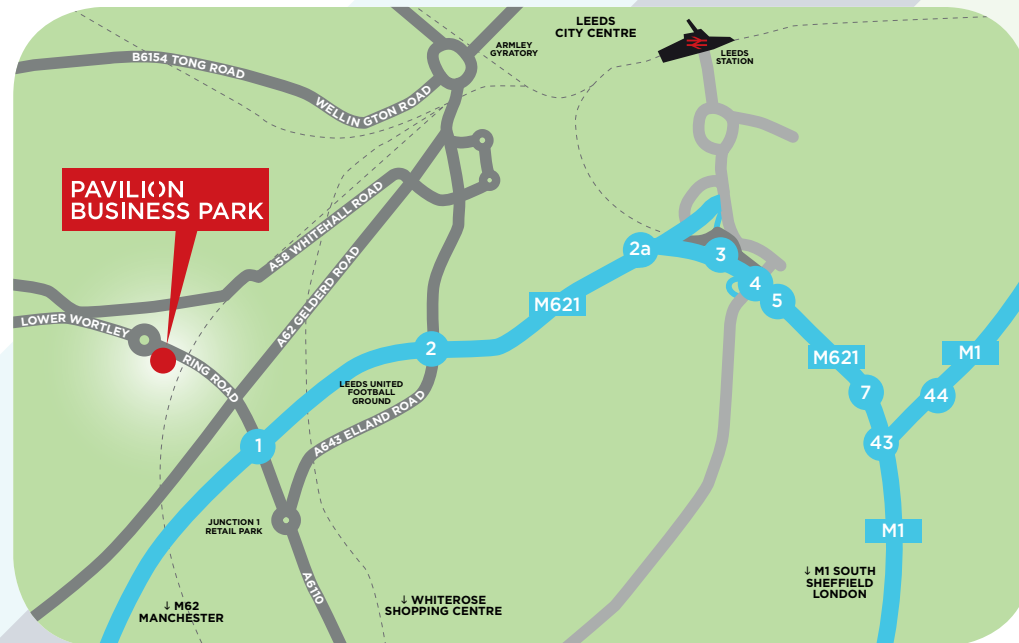 LEEDS
CITY CENTRE
ARMLEY
GYRATORY
LEEDS
STATION
B6154 TONG ROAD
WELLIN GTON ROAD
PAVILION
BUSINESS PARK
A58 WHITEHALL ROAD
A62 GELDERD ROAD
2a
3
4
5
M621
LOWER WORTLEY
RING ROAD
2
M621
M1
LEEDS UNITED
FOOTBALL
GROUND
7
44
A643 ELLAND ROAD
1
43
JUNCTION 1
RETAIL PARK
M1
A6110
↓ M62
MANCHESTER
↓ WHITEROSE
SHOPPING CENTRE
↓ M1 SOUTH
SHEFFIELD
LONDON